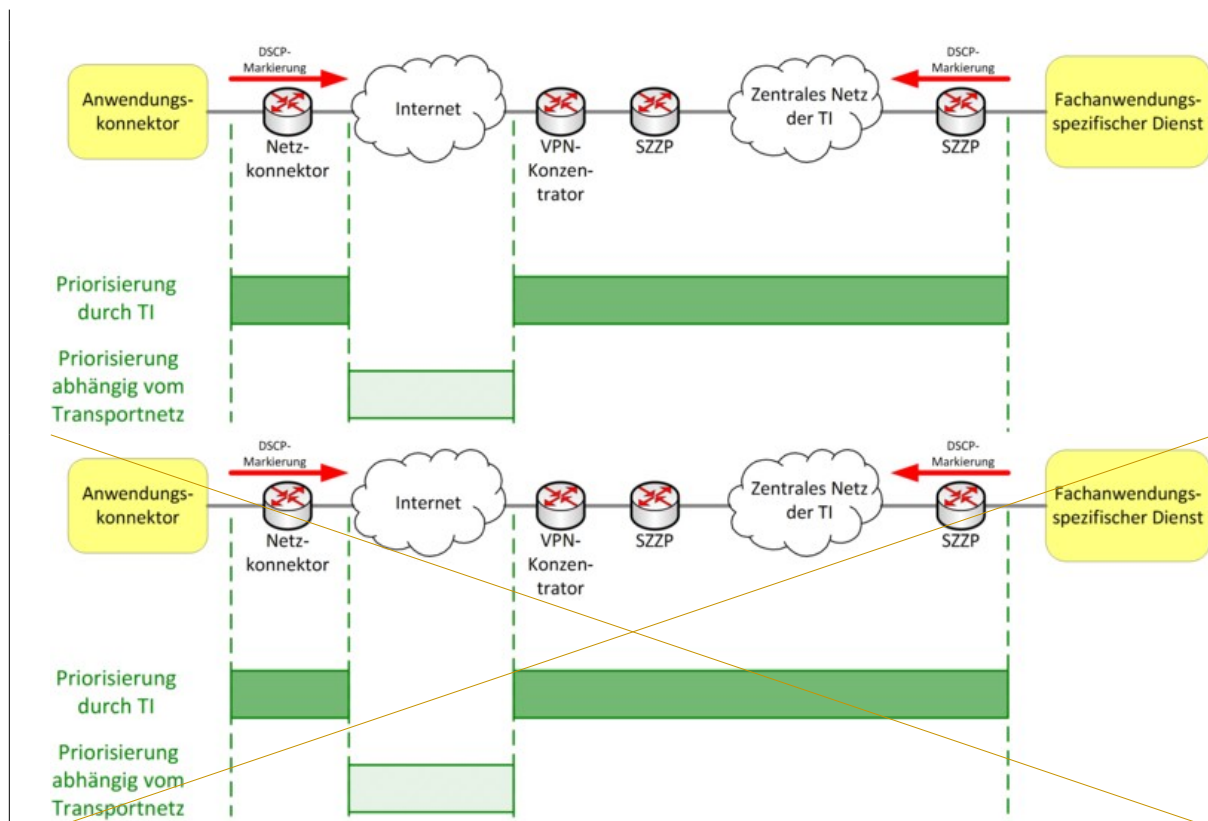 DSCP-
Markierung
DSCP-
Markierung
Anwendungs-
konnektor
Internet
Zentrales Netz
der TI
Fachanwendungs-
spezifischer Dienst
Netz-
konnektor
VPN-
Konzen-
trator
SZZP
SZZP
Priorisierung
durch TI
Priorisierung
abhängig vom
Transportnetz
DSCP-
Markierung
DSCP-
Markierung
Anwendungs-
konnektor
Internet
Zentrales Netz
der TI
Fachanwendungs-
spezifischer Dienst
Netz-
konnektor
VPN-
Konzen-
trator
SZZP
SZZP
Priorisierung
durch TI
Priorisierung
abhängig vom
Transportnetz